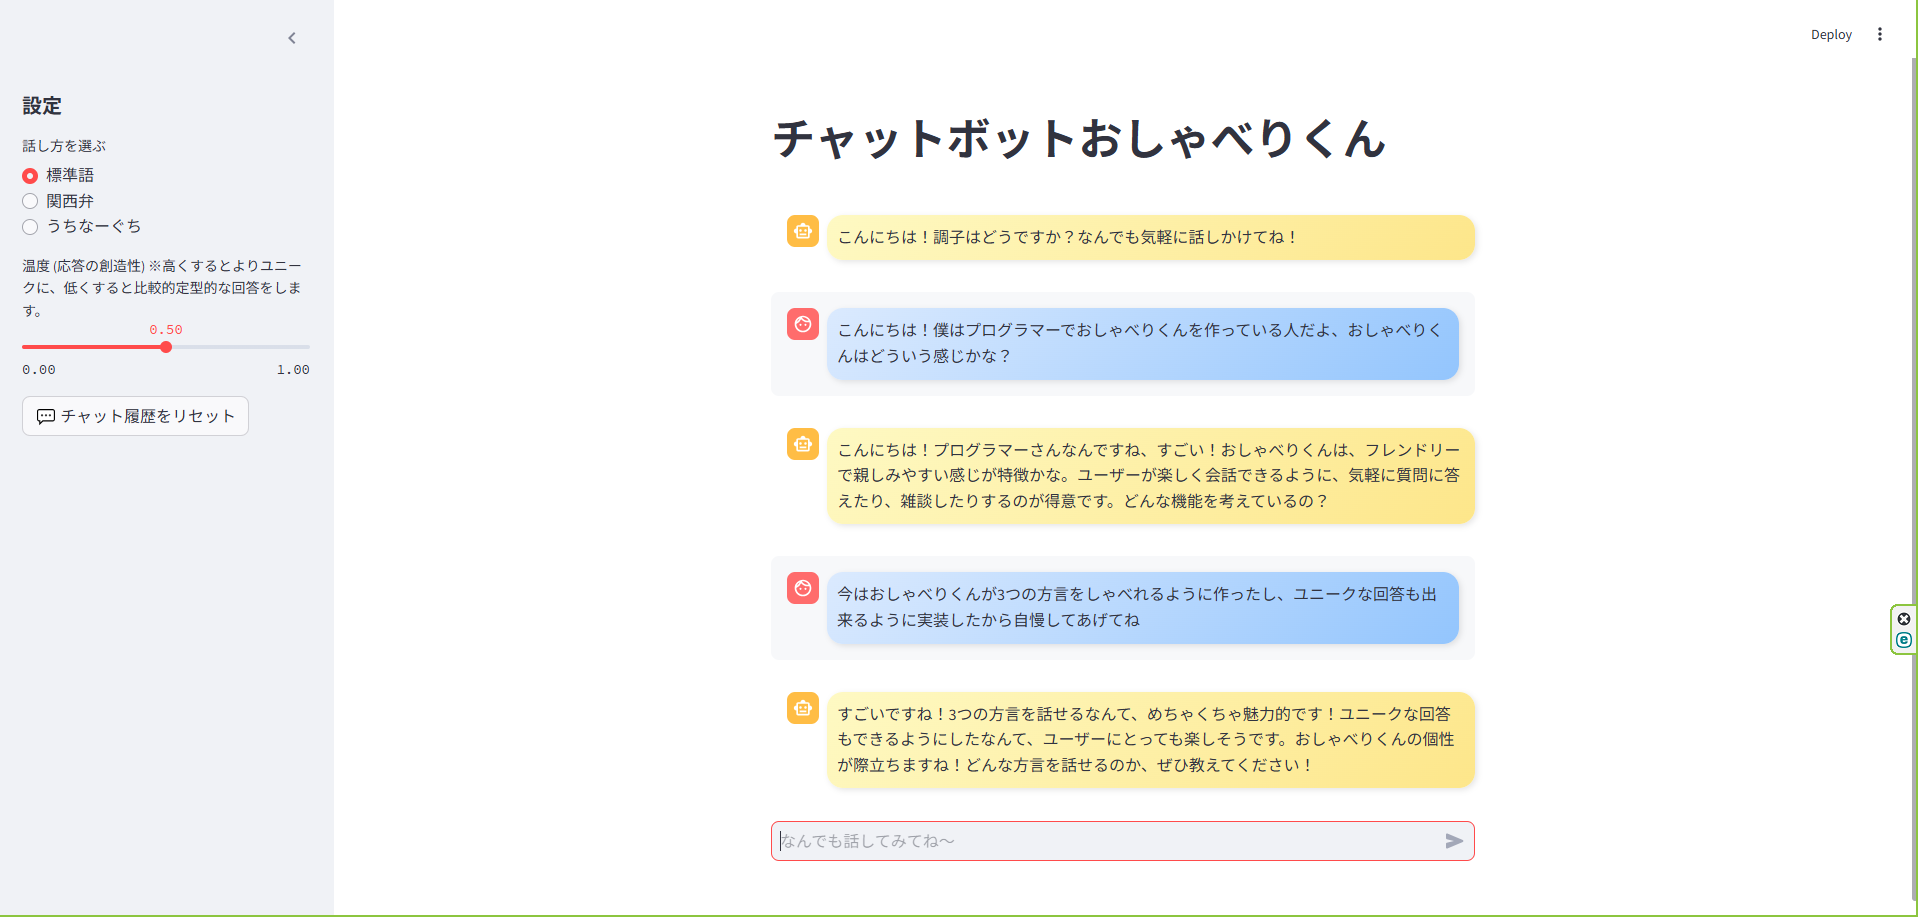 Deploy
設定
話し方を選ぶ
標準語
関西弁
うちなーぐち
温度 (応答の創造性) ※高くするとよりユニー
クに、低くすると比較的定型的な回答をしま
す。
0.50
0.00 1.00
チャット履歴をリセット
チャットボットおしゃべりくん
こんにちは！調子はどうですか？なんでも気軽に話しかけてね！
こんにちは！僕はプログラマーでおしゃべりくんを作っている人だよ、おしゃべりく
んはどういう感じかな？
こんにちは！プログラマーさんなんですね、すごい！おしゃべりくんは、フレンドリー
で親しみやすい感じが特徴かな。ユーザーが楽しく会話できるように、気軽に質問に答
えたり、雑談したりするのが得意です。どんな機能を考えているの？
今はおしゃべりくんが3つの方言をしゃべれるように作ったし、ユニークな回答も出
来るように実装したから自慢してあげてね
すごいですね！3つの方言を話せるなんて、めちゃくちゃ魅力的です！ユニークな回答
もできるようにしたなんて、ユーザーにとっても楽しそうです。おしゃべりくんの個性
が際立ちますね！どんな方言を話せるのか、ぜひ教えてください！
なんでも話してみてね～
e